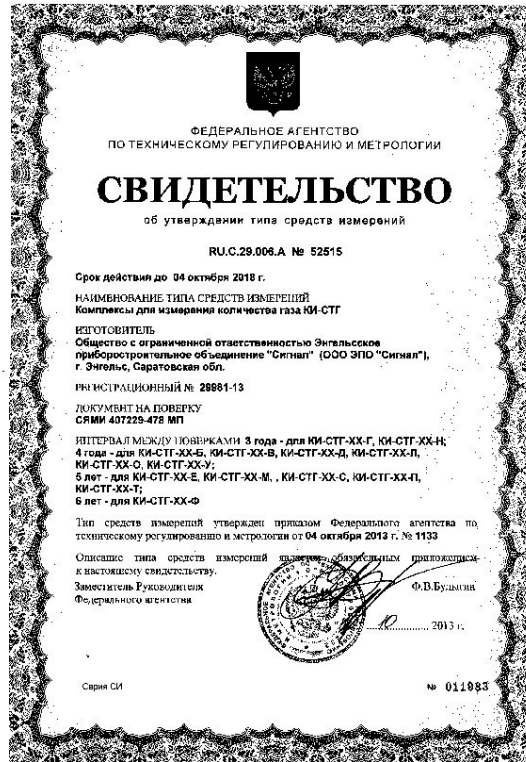 ФЕДЕРАЛЬНОЕ АГЕНТСТВО
ПО ТЕХНИЧЕСКОМУ РЕГУЛИРОВАНИЮ И МЕТРОЛОГИИ
СВИДЕТЕЛЬСТВО
об утверждении типа средств измерений
RU.C.29.006.A № 52515
Срок действия до 04 октября 2018 г.
НАИМЕНОВАНИЕ ТИПА СРЕДСТВ ИЗМЕРЕНИЙ
Комплексы для измерения количества газа КИ-СТГ
ИЗГОТОВИТЕЛЬ
Общество с ограниченной ответственностью Энгельсское
приборостроительное объединение "Сигнал" (ООО ЭПО "Сигнал"),
г. Энгельс, Саратовская обл.
РЕГИСТРАЦИОННЫЙ № 29981-13
ДОКУМЕНТ НА ПОВЕРКУ
СЯМИ 407229-478 МП
ИНТЕРВАЛ МЕЖДУ ПОВЕРКАМИ 3 года - для КИ-СТГ-ХХ-Г, КИ-СТГ-ХХ-Н;
4 года - для КИ-СТГ-ХХ-Б, КИ-СТГ-ХХ-В, КИ-СТГ-ХХ-Д, КИ-СТГ-ХХ-Л,
КИ-СТГ-ХХ-О, КИ-СТГ-ХХ-У;
5 лет - для КИ-СТГ-ХХ-Е, КИ-СТГ-ХХ-М, , КИ-СТГ-ХХ-С, КИ-СТГ-ХХ-П,
КИ-СТГ-ХХ-Т;
6 лет - для КИ-СТГ-ХХ-Ф
Тип средств измерений утвержден приказом Федерального агентства по
техническому регулированию и метрологии от 04 октября 2013 г. № 1133
Описание типа средств измерений является обязательным приложением
к настоящему свидетельству.
Заместитель Руководителя
Ф.В.Булыгин
Федерального агентства
10 2013 г.
Серия СИ
№ 011983